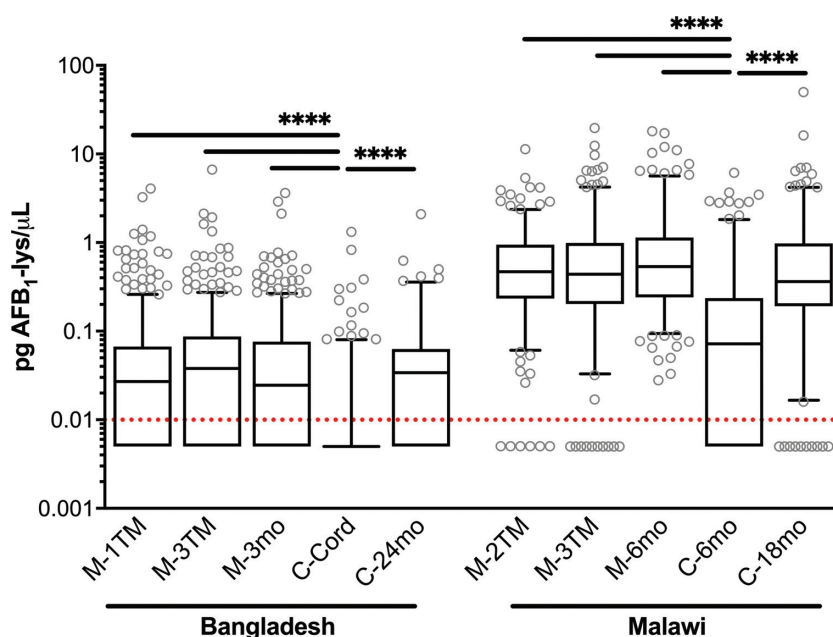 ****
**** ****
****
100
10
1
0.1
0.01
0.001
pg AFB₁-lys/μL
M-1TM
M-3TM
M-3mo
C-Cord
C-24mo
M-2TM
M-3TM
M-6mo
C-6mo
C-18mo
Bangladesh Malawi